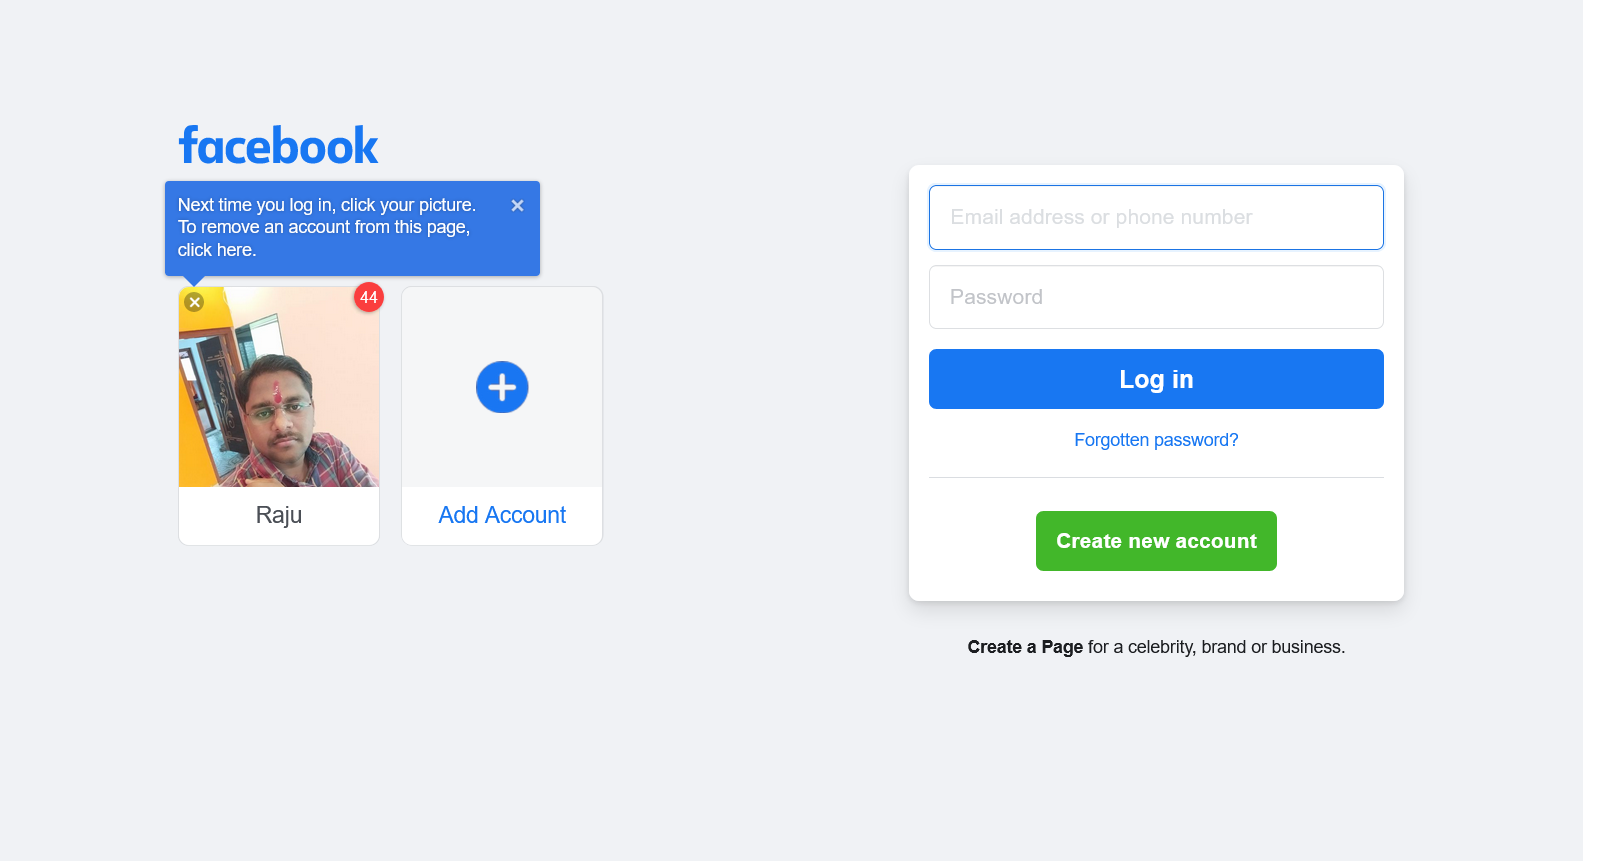 facebook
Next time you log in, click your picture.
To remove an account from this page,
click here.
44
Raju
Add Account
Email address or phone number
Password
Log in
Forgotten password?
Create new account
Create a Page for a celebrity, brand or business.